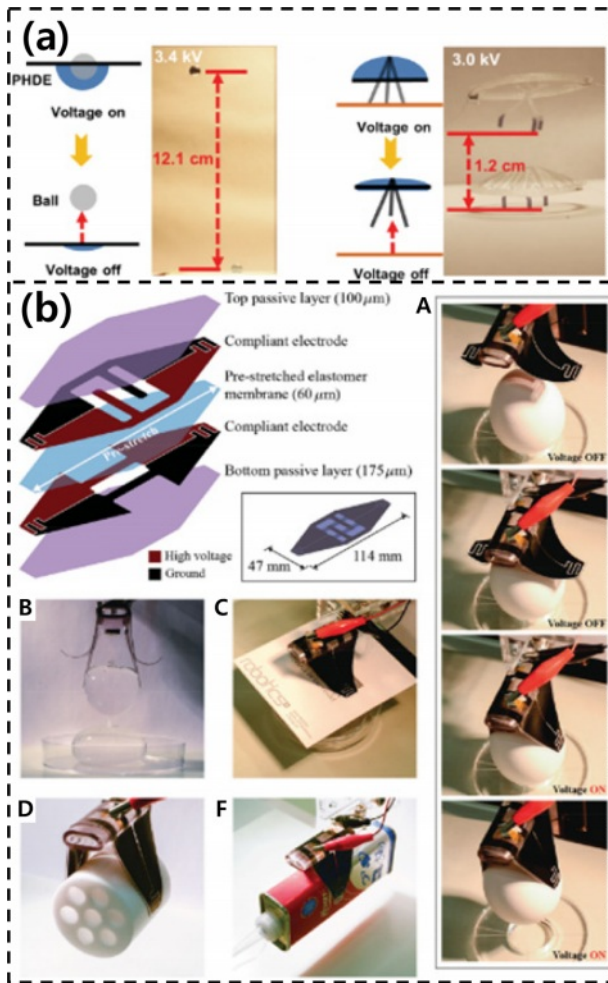 (a)
3.4 kV
PHDE
Voltage on
12.1 cm
Ball
Voltage off
3.0 kV
Voltage on
1.2 cm
Voltage off
(b)
Top passive layer (100μm)
Compliant electrode
Pre-stretched elastomer
membrane (60μm)
Compliant electrode
Pre-stretch
Bottom passive layer (175μm)
High voltage
Ground
47 mm
114 mm
A
Voltage OFF
Voltage OFF
Voltage ON
Voltage ON
B
C
robotics
D
F